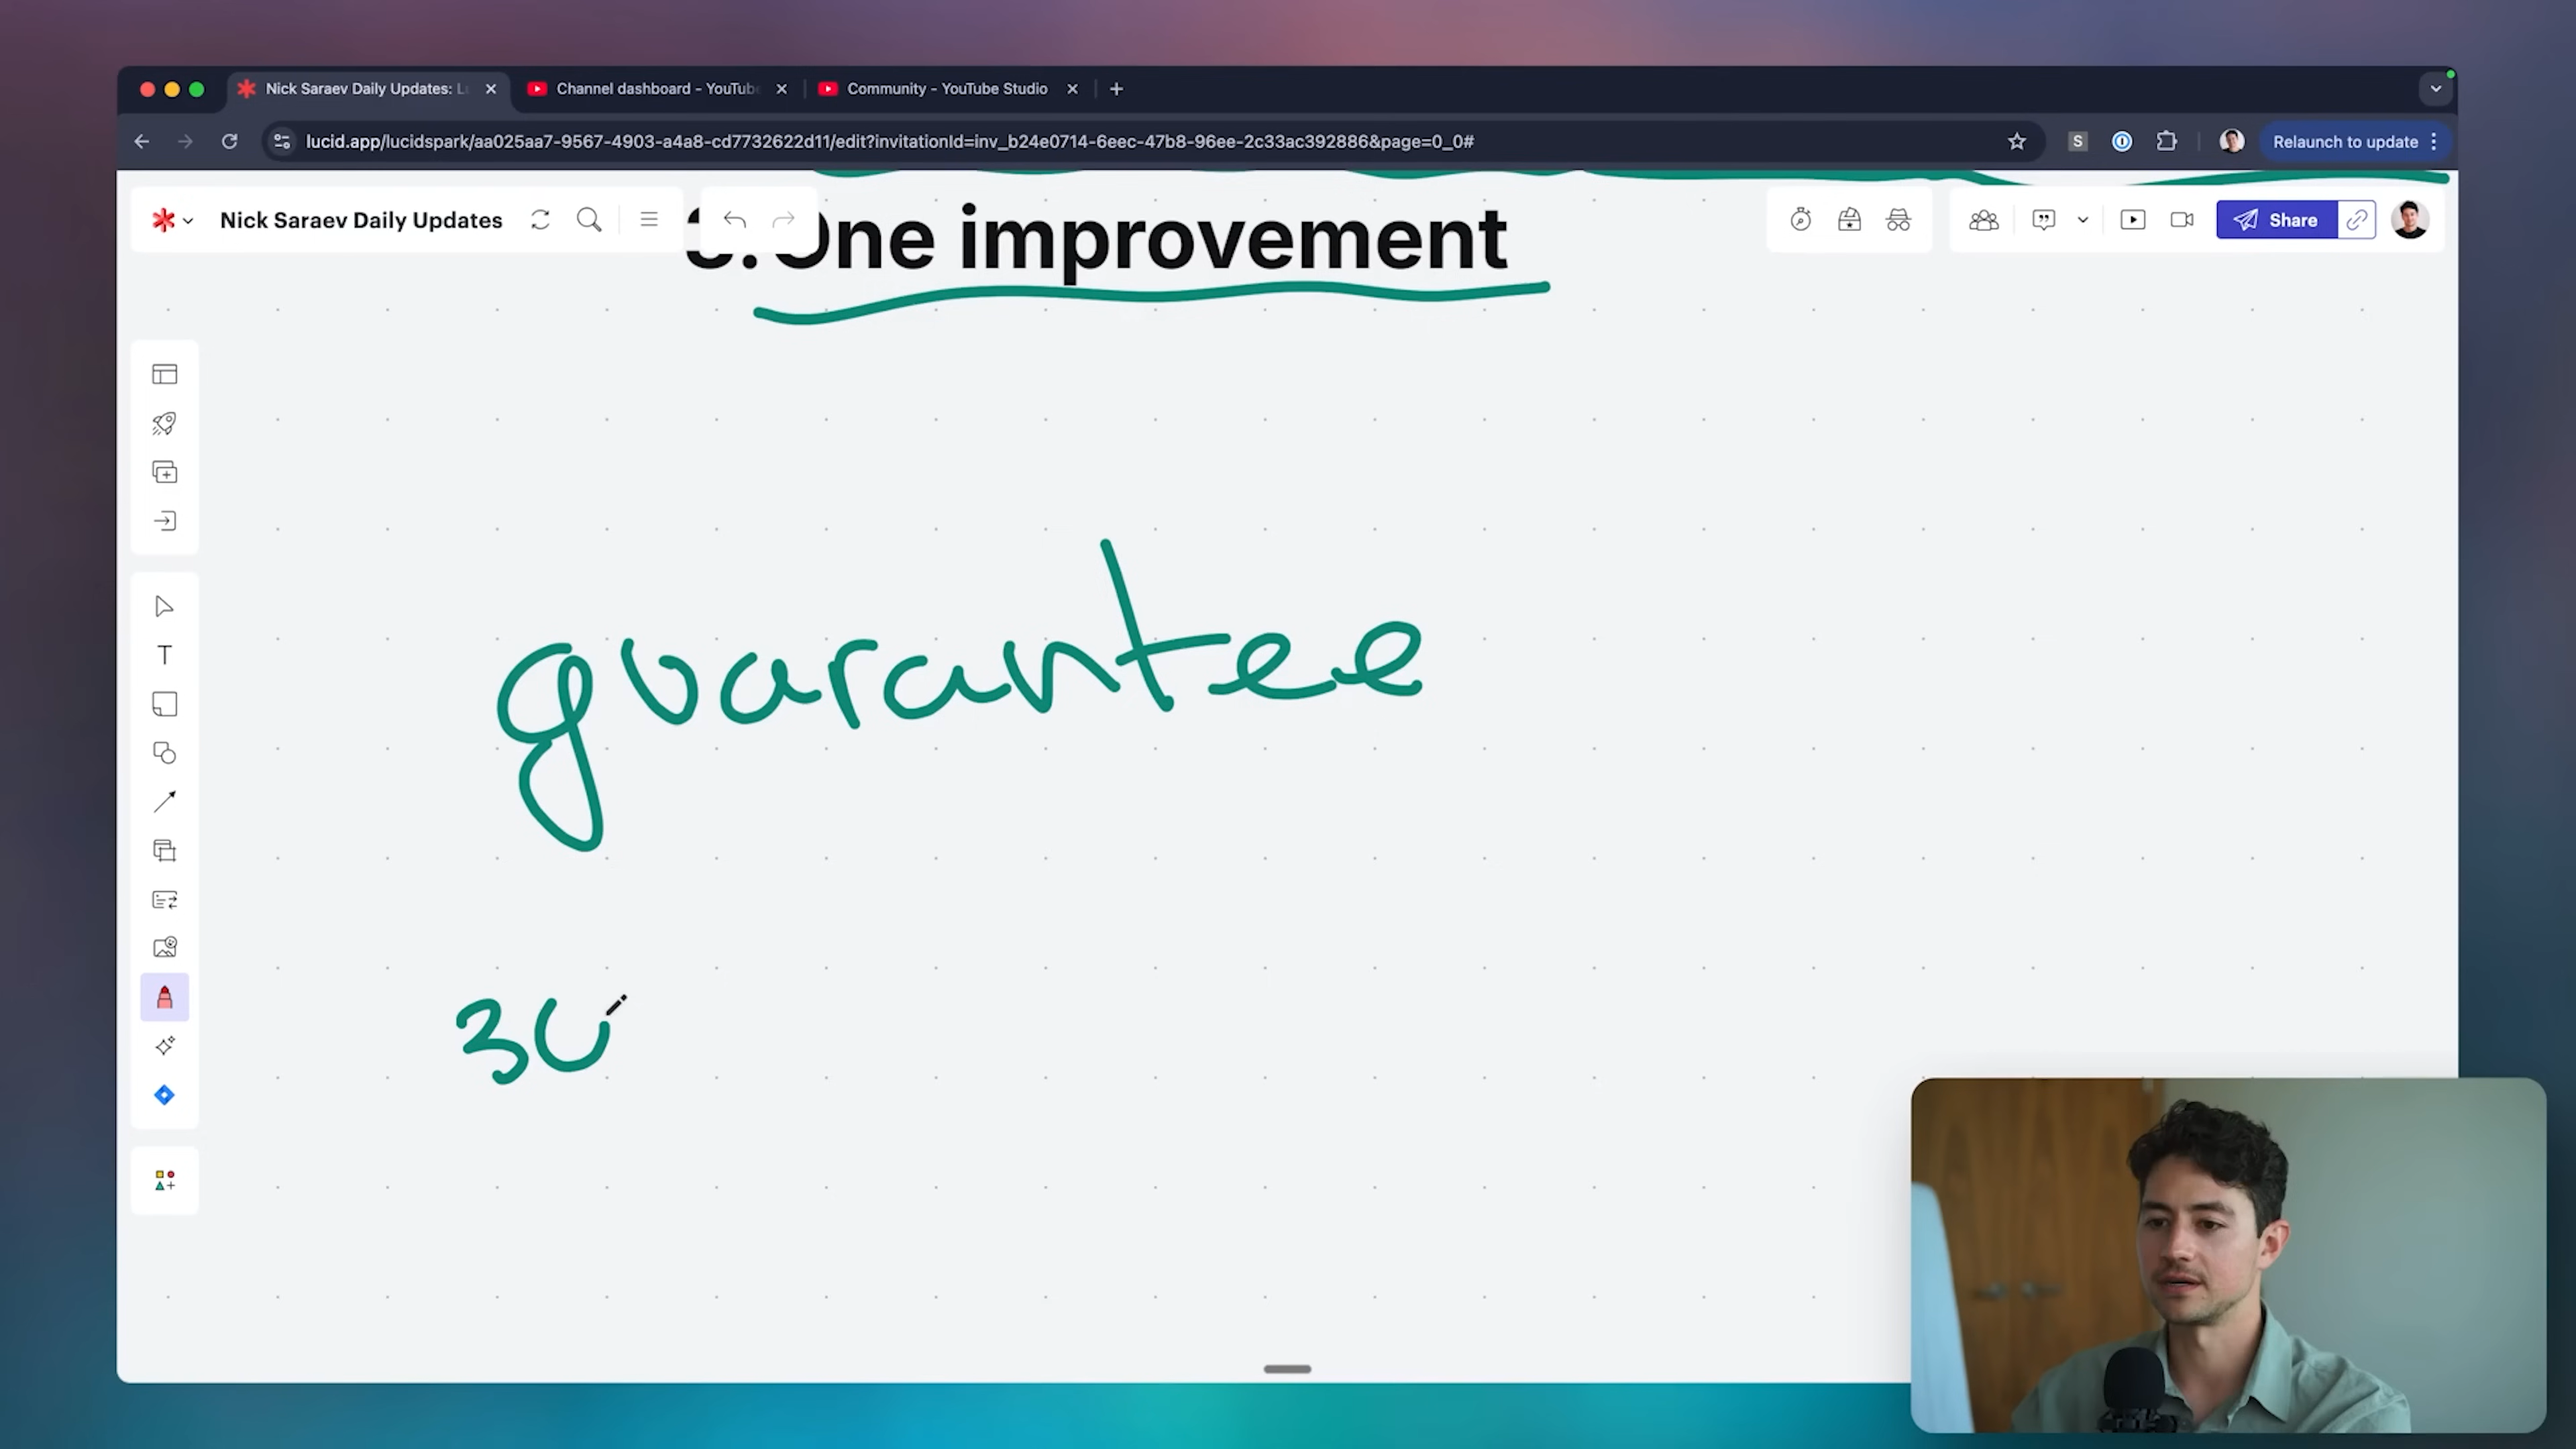 Nick Saraev Daily Updates: L
Channel dashboard - YouTube
Community - YouTube Studio
lucid.app/lucidspark/aa025aa7-9567-4903-a4a8-cd7732622d11/edit?invitationId=inv_b24e0714-6eec-47b8-96ee-2c33ac392886&page=0_0#
S
Relaunch to update
Nick Saraev Daily Updates
Share
3. One improvement
T
guarantee
30